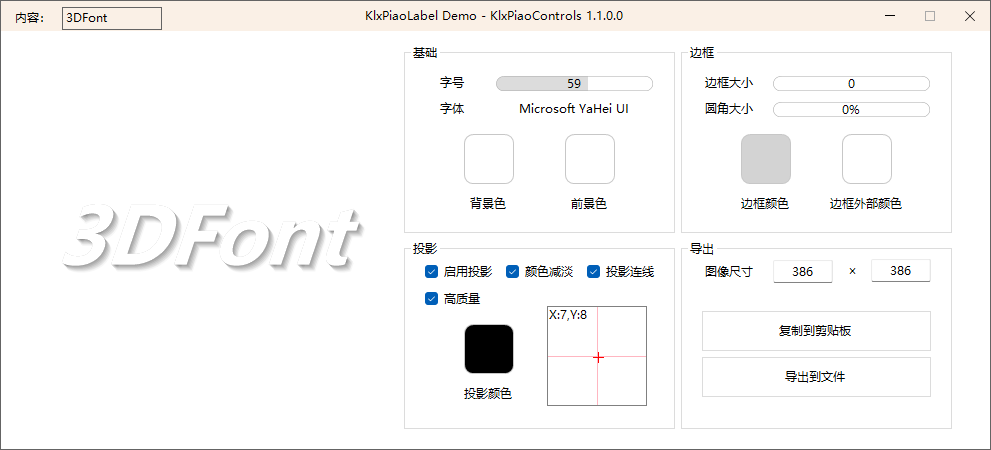 内容：
3DFont
KlxPiaoLabel Demo - KlxPiaoControls 1.1.0.0
3DFont
基础
字号
59
字体
Microsoft YaHei UI
背景色
前景色
边框
边框大小
0
圆角大小
0%
边框颜色
边框外部颜色
投影
启用投影
颜色减淡
投影连线
高质量
投影颜色
X:7,Y:8
导出
图像尺寸
386
×
386
复制到剪贴板
导出到文件